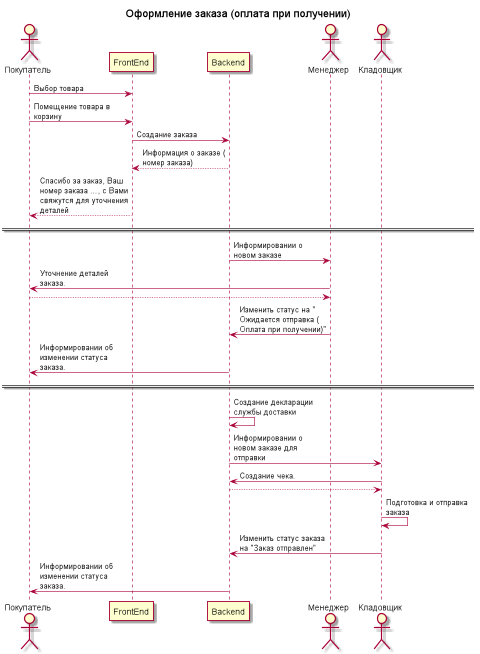 Оформление заказа (оплата при получении)
Покупатель
FrontEnd
Backend
Менеджер
Кладовщик
Выбор товара
Помещение товара в
корзину
Создание заказа
Информация о заказе (
номер заказа)
Спасибо за заказ, Ваш
номер заказа ..., с Вами
свяжутся для уточнения
деталей
Информировании о
новом заказе
Уточнение деталей
заказа.
Изменить статус на "
Ожидается отправка (
Оплата при получении)"
Информировании об
изменении статуса
заказа.
Создание декларации
службы доставки
Информировании о
новом заказе для
отправки
Создание чека.
Подготовка и отправка
заказа
Изменить статус заказа
на "Заказ отправлен"
Информировании об
изменении статуса
заказа.
Покупатель
FrontEnd
Backend
Менеджер
Кладовщик